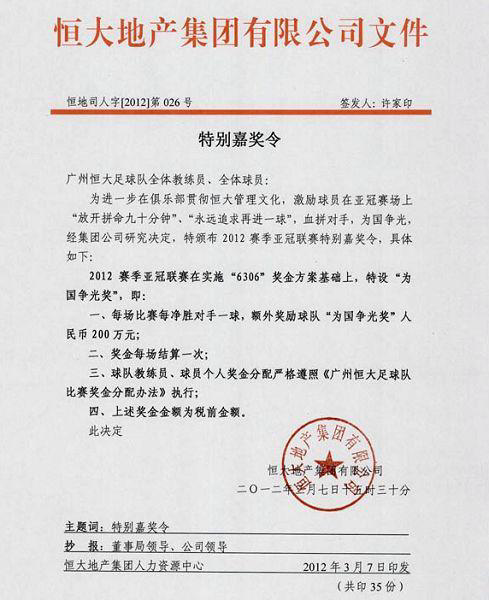 恒大地产集团有限公司文件
恒地司人字[2012]第 026 号 签发人：许家印
特别嘉奖令
广州恒大足球队全体教练员、全体球员：
为进一步在俱乐部贯彻恒大管理文化，激励球员在亚冠赛场上
“放开拼命九十分钟”、“永远追求再进一球”，血拼对手，为国争光，
经集团公司研究决定，特颁布 2012 赛季亚冠联赛特别嘉奖令，具体
如下：
2012 赛季亚冠联赛在实施“6306”奖金方案基础上，特设“为
国争光奖”，即：
一、每场比赛每净胜对手一球，额外奖励球队“为国争光奖”人
民币 200 万元；
二、奖金每场结算一次；
三、球队教练员、球员个人奖金分配严格遵照《广州恒大足球队
比赛奖金分配办法》执行；
四、上述奖金金额为税前金额。
此决定
恒大地产集团有限公司
恒大地产集团有限公司
二〇一二年三月七日十五时三十分
主题词：特别嘉奖令
抄 报：董事局领导、公司领导
恒大地产集团人力资源中心 2012 年 3 月 7 日印发
（共印 35 份）